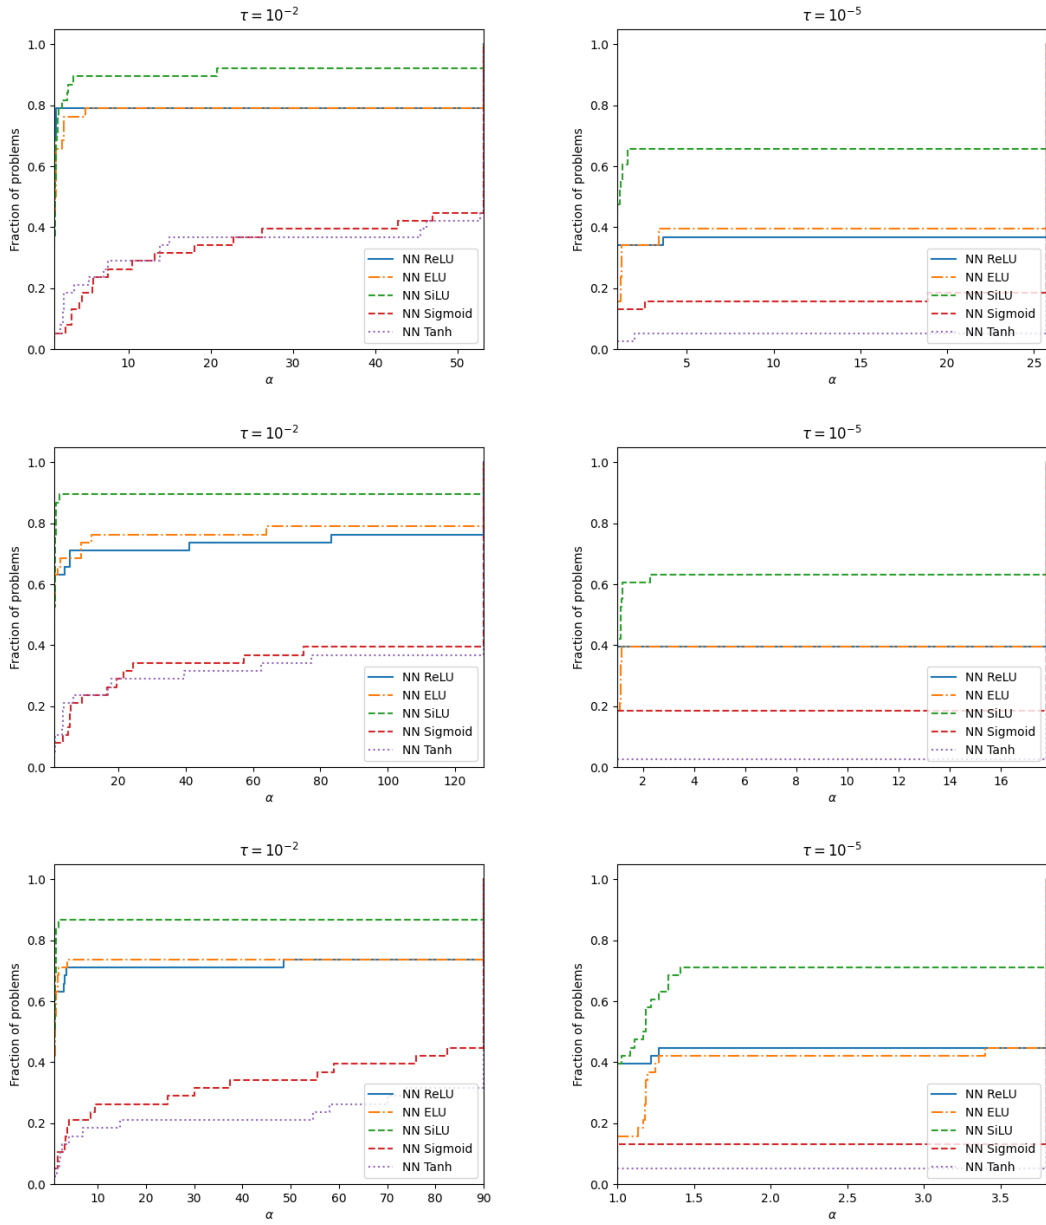 τ = 10⁻²
1.0
0.8
0.6
0.4
0.2
0.0
Fraction of problems
10 20 30 40 50
α
NN ReLU
NN ELU
NN SiLU
NN Sigmoid
NN Tanh
τ = 10⁻⁵
1.0
0.8
0.6
0.4
0.2
0.0
Fraction of problems
5 10 15 20 25
α
NN ReLU
NN ELU
NN SiLU
NN Sigmoid
NN Tanh
τ = 10⁻²
1.0
0.8
0.6
0.4
0.2
0.0
Fraction of problems
20 40 60 80 100 120
α
NN ReLU
NN ELU
NN SiLU
NN Sigmoid
NN Tanh
τ = 10⁻⁵
1.0
0.8
0.6
0.4
0.2
0.0
Fraction of problems
2 4 6 8 10 12 14 16
α
NN ReLU
NN ELU
NN SiLU
NN Sigmoid
NN Tanh
τ = 10⁻²
1.0
0.8
0.6
0.4
0.2
0.0
Fraction of problems
10 20 30 40 50 60 70 80 90
α
NN ReLU
NN ELU
NN SiLU
NN Sigmoid
NN Tanh
τ = 10⁻⁵
1.0
0.8
0.6
0.4
0.2
0.0
Fraction of problems
1.0 1.5 2.0 2.5 3.0 3.5
α
NN ReLU
NN ELU
NN SiLU
NN Sigmoid
NN Tanh